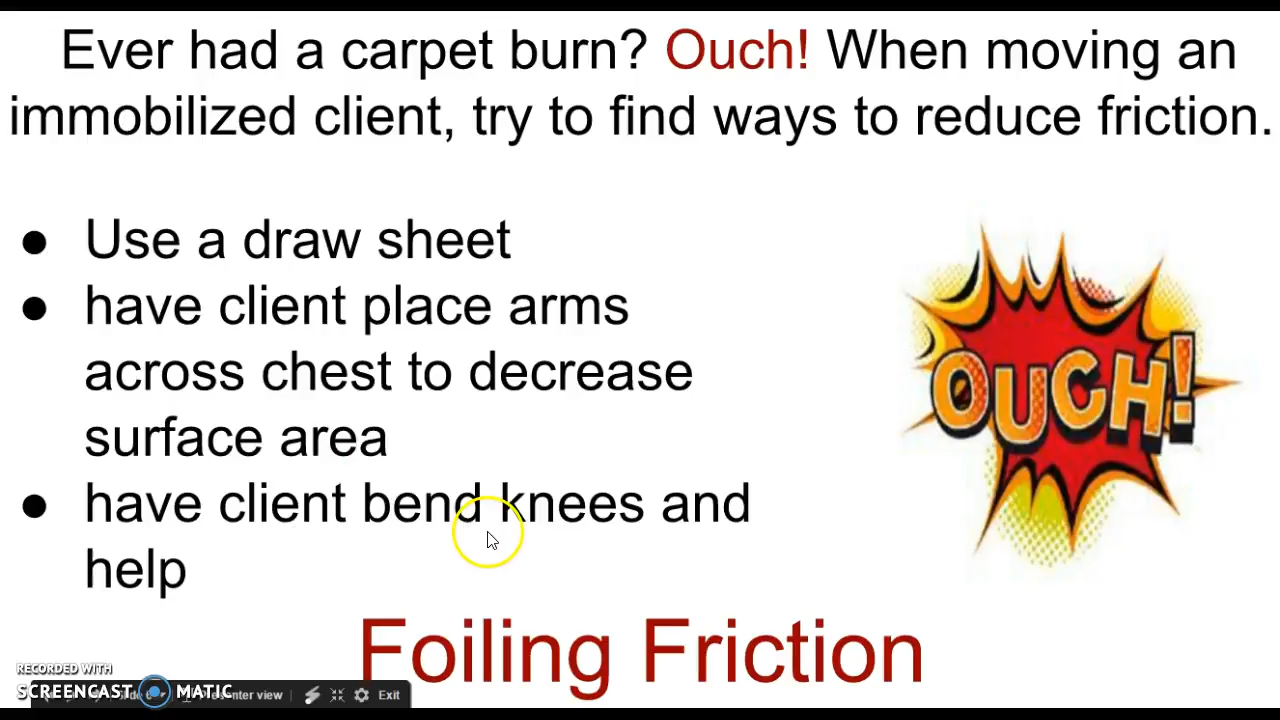 Ever had a carpet burn? Ouch! When moving an
immobilized client, try to find ways to reduce friction.
● Use a draw sheet
● have client place arms
across chest to decrease
surface area
● have client bend knees and
help
OUCH!
Foiling Friction
RECORDED WITH
SCREENCAST MATIC
Exit